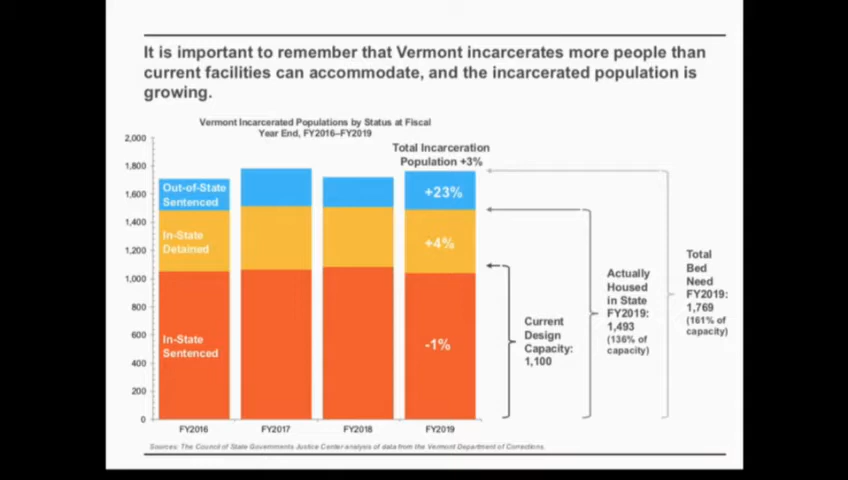 It is important to remember that Vermont incarcerates more people than
current facilities can accommodate, and the incarcerated population is
growing.
Vermont Incarcerated Populations by Status at Fiscal
Year End, FY2016–FY2019
Total Incarceration
Population +3%
2,000
1,800
1,600
1,400
1,200
1,000
800
600
400
200
0
Out-of-State
Sentenced
In-State
Detained
In-State
Sentenced
+23%
+4%
-1%
FY2016
FY2017
FY2018
FY2019
Current
Design
Capacity:
1,100
Actually
Housed
in State
FY2019:
1,493
(136% of
capacity)
Total
Bed
Need
FY2019:
1,769
(161% of
capacity)
Sources: The Council of State Governments Justice Center analysis of data from the Vermont Department of Corrections.